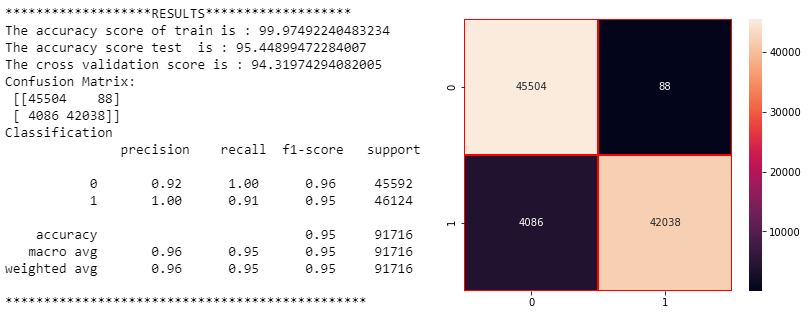 *******************RESULTS*******************
The accuracy score of train is : 99.97492240483234
The accuracy score test  is : 95.44899472284007
The cross validation score is : 94.31974294082005
Confusion Matrix:
 [[45504    88]
 [ 4086 42038]]
Classification
              precision    recall  f1-score   support
           0       0.92      1.00      0.96     45592
           1       1.00      0.91      0.95     46124
    accuracy                           0.95     91716
   macro avg       0.96      0.95      0.95     91716
weighted avg       0.96      0.95      0.95     91716
***********************************************
0 45504 88
1 4086 42038
0 1
40000
30000
20000
10000